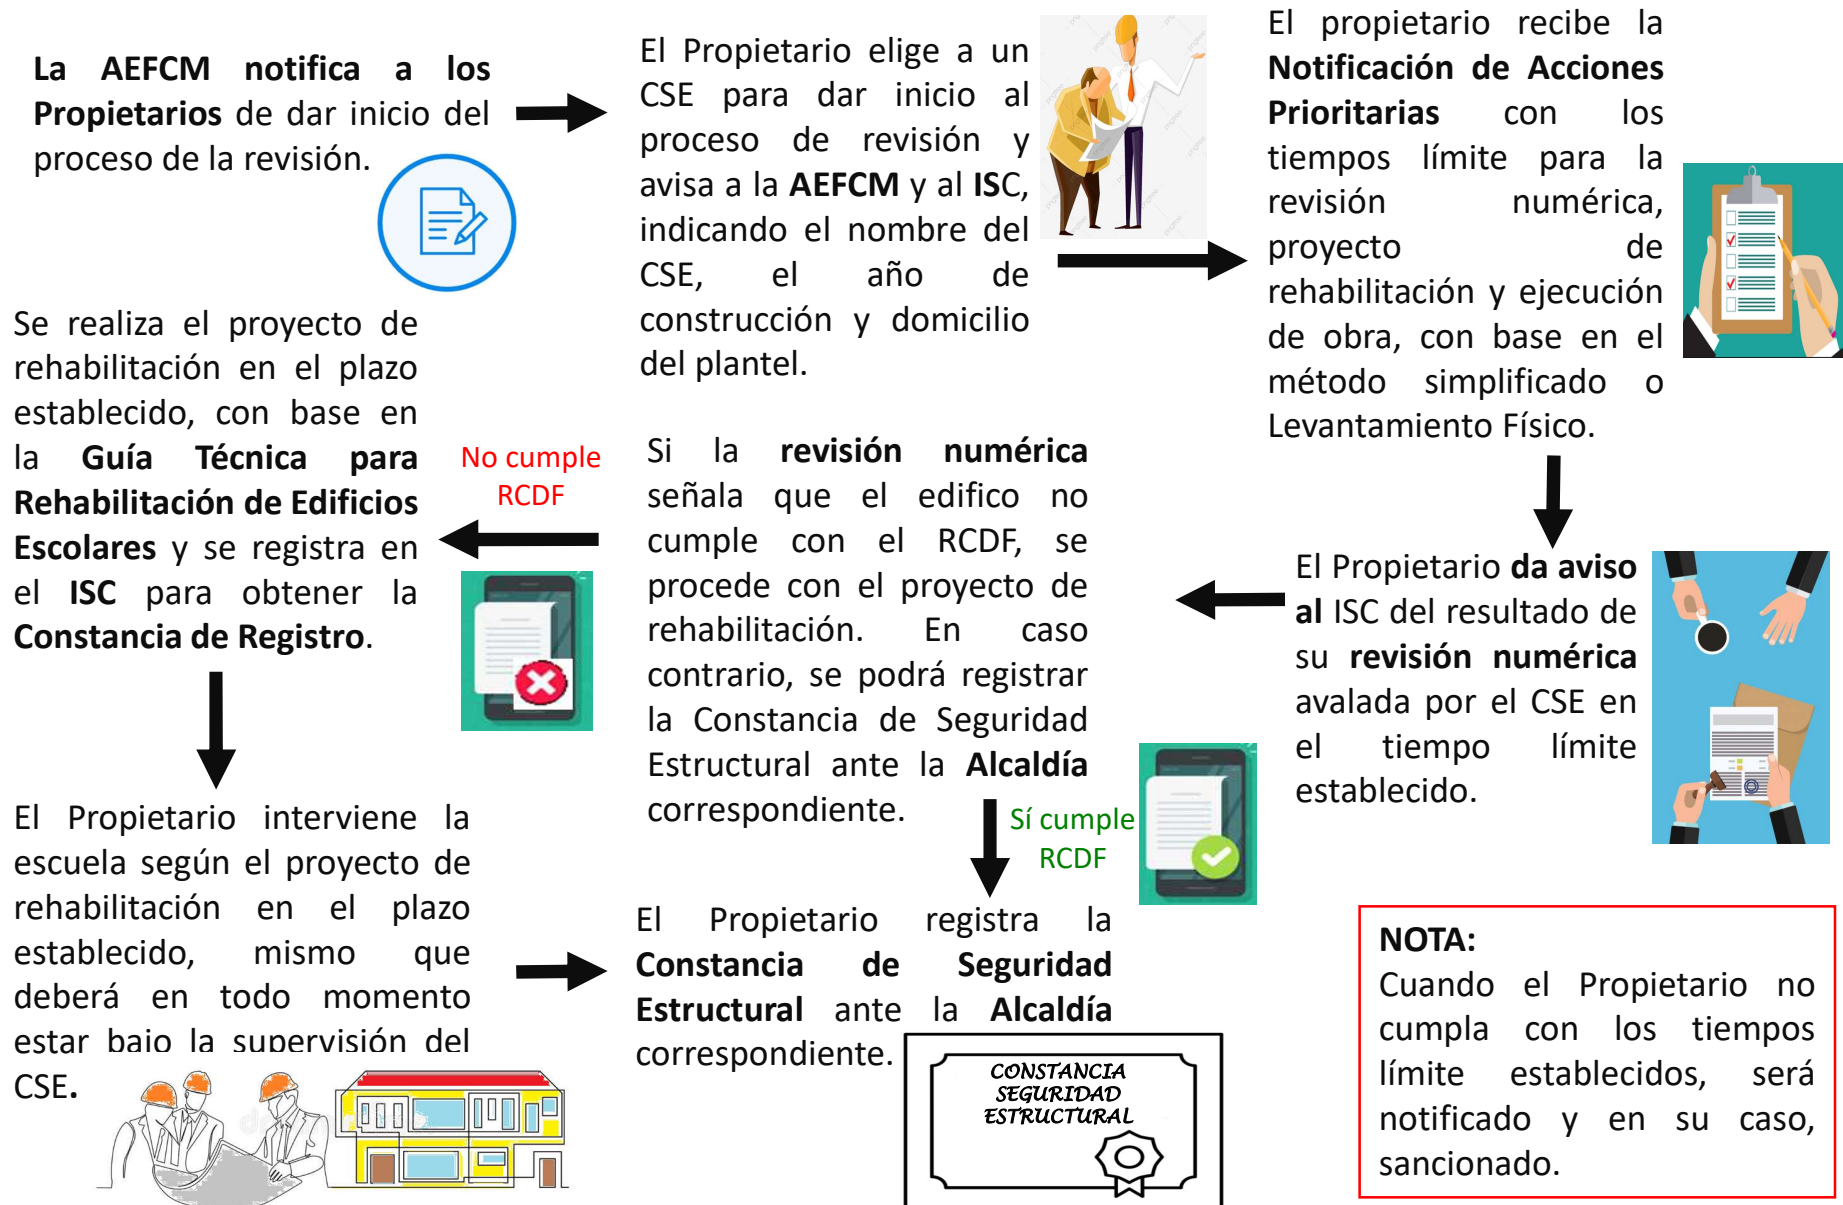 La AEFCM notifica a los
Propietarios de dar inicio del
proceso de la revisión.
El Propietario elige a un
CSE para dar inicio al
proceso de revisión y
avisa a la AEFCM y al ISC,
indicando el nombre del
CSE, el año de
construcción y domicilio
del plantel.
El propietario recibe la
Notificación de Acciones
Prioritarias con los
tiempos límite para la
revisión numérica,
proyecto de
rehabilitación y ejecución
de obra, con base en el
método simplificado o
Levantamiento Físico.
El Propietario da aviso
al ISC del resultado de
su revisión numérica
avalada por el CSE en
el tiempo límite
establecido.
Si la revisión numérica
señala que el edifico no
cumple con el RCDF, se
procede con el proyecto de
rehabilitación. En caso
contrario, se podrá registrar
la Constancia de Seguridad
Estructural ante la Alcaldía
correspondiente.
No cumple
RCDF
Se realiza el proyecto de
rehabilitación en el plazo
establecido, con base en
la Guía Técnica para
Rehabilitación de Edificios
Escolares y se registra en
el ISC para obtener la
Constancia de Registro.
El Propietario interviene la
escuela según el proyecto de
rehabilitación en el plazo
establecido, mismo que
deberá en todo momento
estar bajo la supervisión del
CSE.
Sí cumple
RCDF
El Propietario registra la
Constancia de Seguridad
Estructural ante la Alcaldía
correspondiente.
CONSTANCIA
SEGURIDAD
ESTRUCTURAL
NOTA:
Cuando el Propietario no
cumpla con los tiempos
límite establecidos, será
notificado y en su caso,
sancionado.